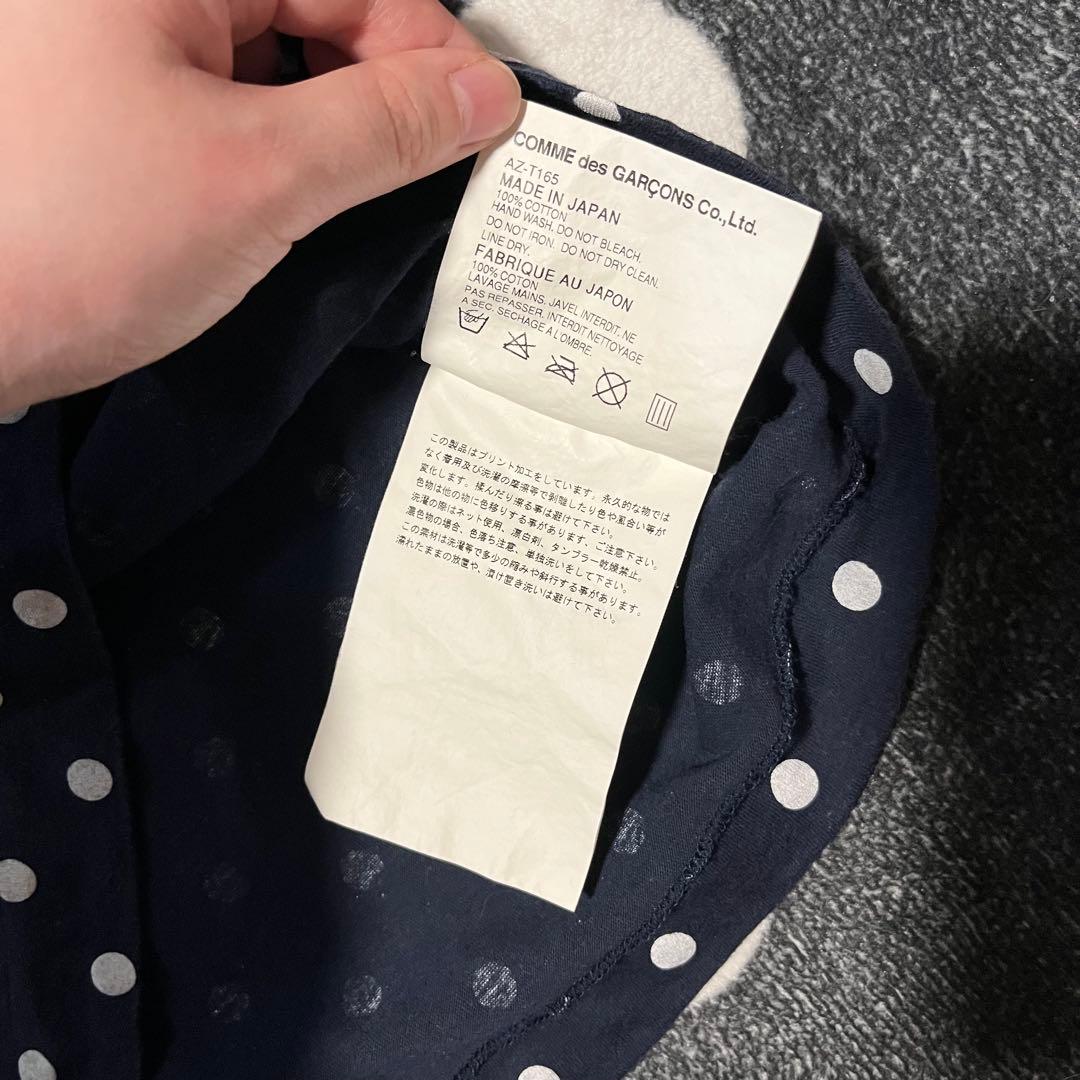 COMME des GARÇONS Co.,Ltd.
AZ-T165
MADE IN JAPAN
100% COTTON
HAND WASH. DO NOT BLEACH.
DO NOT IRON. DO NOT DRY CLEAN.
LINE DRY.
FABRIQUE AU JAPON
100% COTON
LAVAGE MAINS. JAVEL INTERDIT. NE
PAS REPASSER. INTERDIT NETTOYAGE
A SEC. SECHAGE A L'OMBRE.
この製品はプリント加工をしています。永久的な物では
なく着用及び洗濯の摩擦等で剥離したり色や風合い等が
変化します。揉んだり擦る事は避けて下さい。
色物は他の物に色移りする事があります、ご注意下さい。
洗濯の際はネット使用、漂白剤、タンブラー乾燥禁止。
濃色物の場合、色落ち注意、単独洗いをして下さい。
この素材は洗濯等で多少の縮みや斜行する事があります。
濡れたままの放置や、漬け置き洗いは避けて下さい。